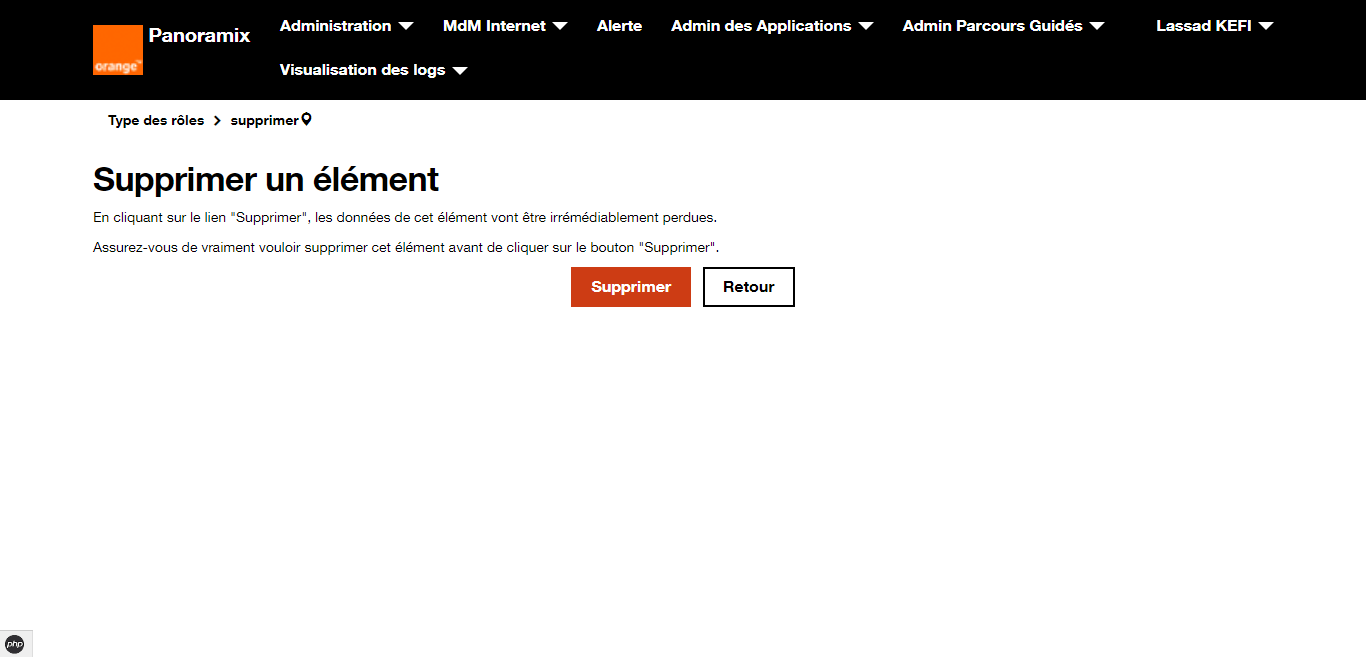 orange™
Panoramix
Administration
MdM Internet
Alerte
Admin des Applications
Admin Parcours Guidés
Lassad KEFI
Visualisation des logs
Type des rôles > supprimer
Supprimer un élément
En cliquant sur le lien "Supprimer", les données de cet élément vont être irrémédiablement perdues.
Assurez-vous de vraiment vouloir supprimer cet élément avant de cliquer sur le bouton "Supprimer".
Supprimer
Retour
php